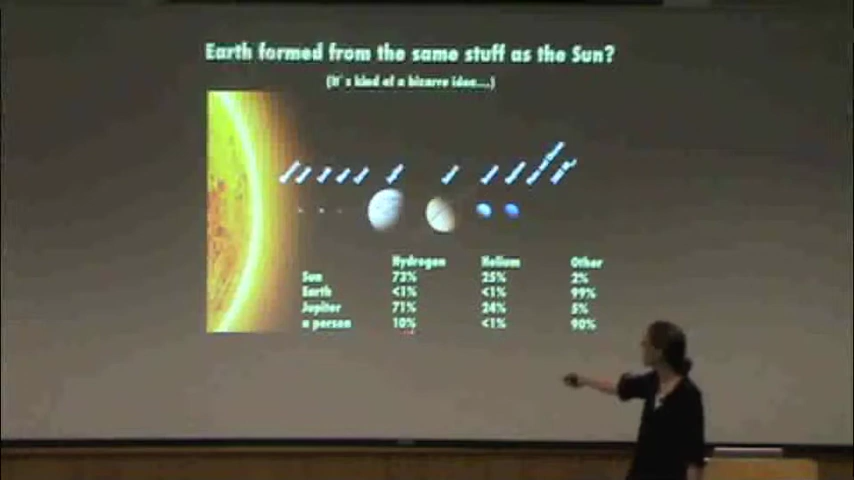 Earth formed from the same stuff as the Sun?
(It's kind of a bizarre idea....)
Hydrogen Helium Other
Sun 73% 25% 2%
Earth <1% <1% 99%
Jupiter 71% 24% 5%
a person 10% <1% 90%